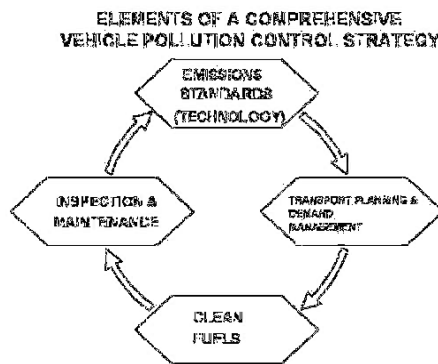 ELEMENTS OF A COMPREHENSIVE
VEHICLE POLLUTION CONTROL STRATEGY
EMISSIONS
STANDARDS
(TECHNOLOGY)
INSPECTION &
MAINTENANCE
TRANSPORT PLANNING &
DEMAND
MANAGEMENT
CLEAN
FUELS